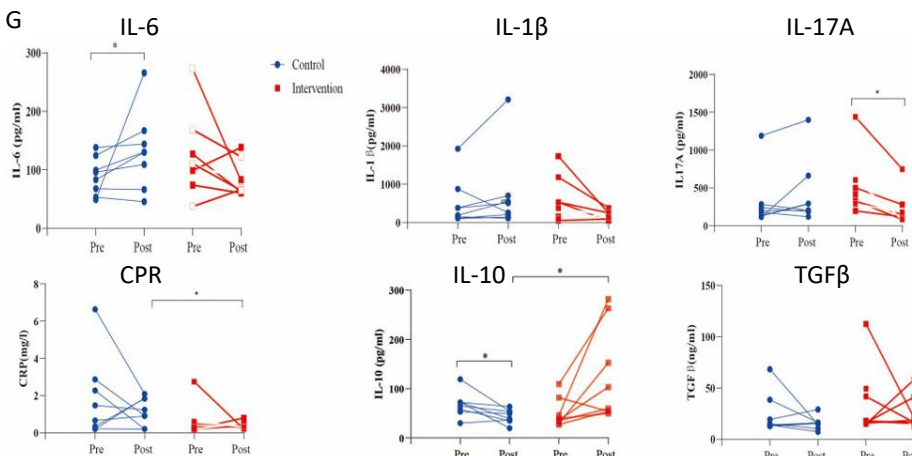 G
IL-6
IL-1β
IL-17A
*
300
200
100
0
IL-6 (pg/ml)
Pre Post Pre Post
Control
Intervention
4000
3000
2000
1000
0
IL-1 β(pg/ml)
Pre Post Pre Post
*
2000
1500
1000
500
0
IL17A (pg/ml)
Pre Post Pre Post
CPR
IL-10
TGFβ
*
8
6
4
2
0
CRP(mg/l)
Pre Post Pre Post
*
*
300
200
100
0
IL-10 (pg/ml)
Pre Post Pre Post
150
100
50
0
TGF β(ng/ml)
Pre Post Pre Post